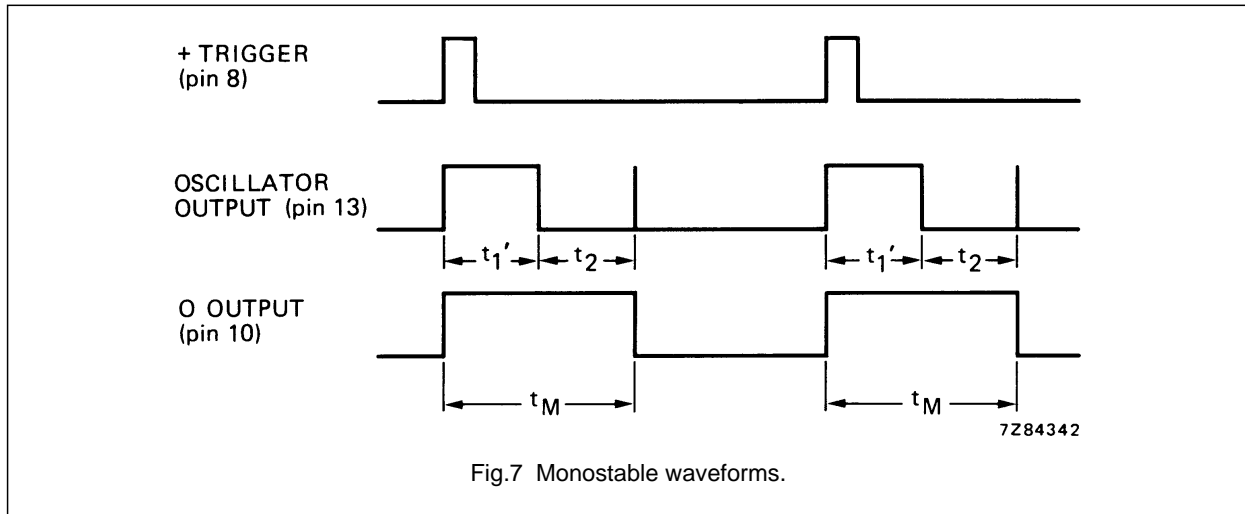 + TRIGGER
(pin 8)
OSCILLATOR
OUTPUT (pin 13)
t1′ t2 t1′ t2
O OUTPUT
(pin 10)
tM tM
7Z84342
Fig.7 Monostable waveforms.